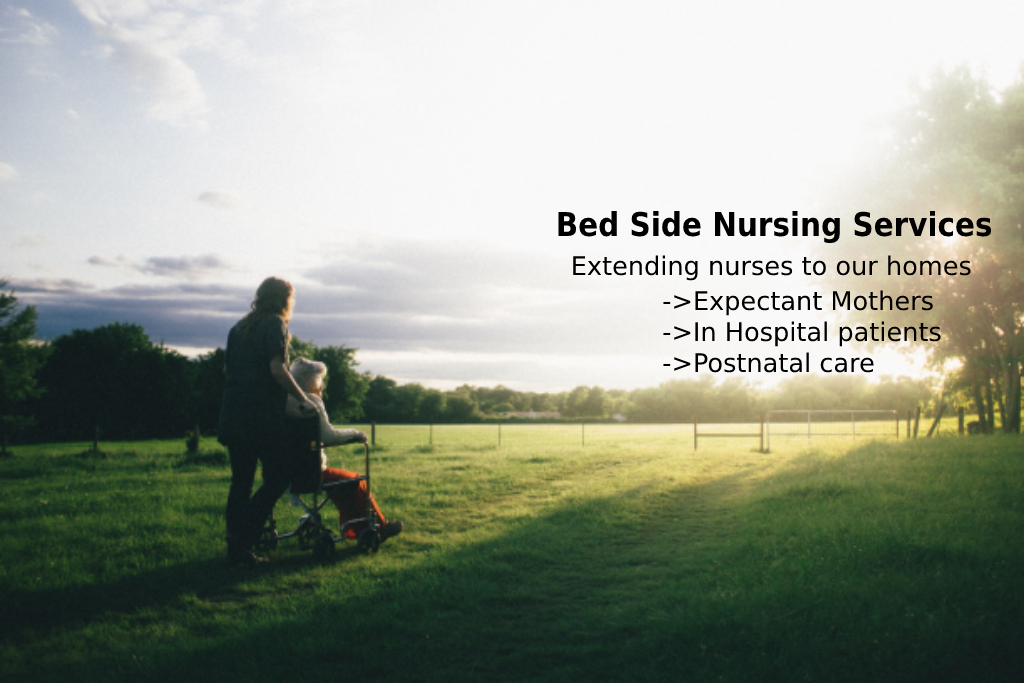 Bed Side Nursing Services
Extending nurses to our homes
->Expectant Mothers
->In Hospital patients
->Postnatal care